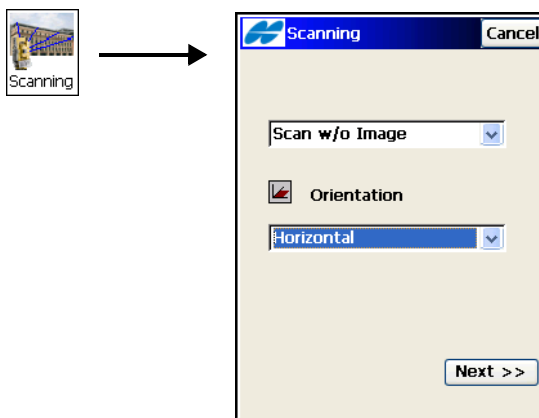 Scanning
Scanning
Cancel
Scan w/o Image
Orientation
Horizontal
Next >>